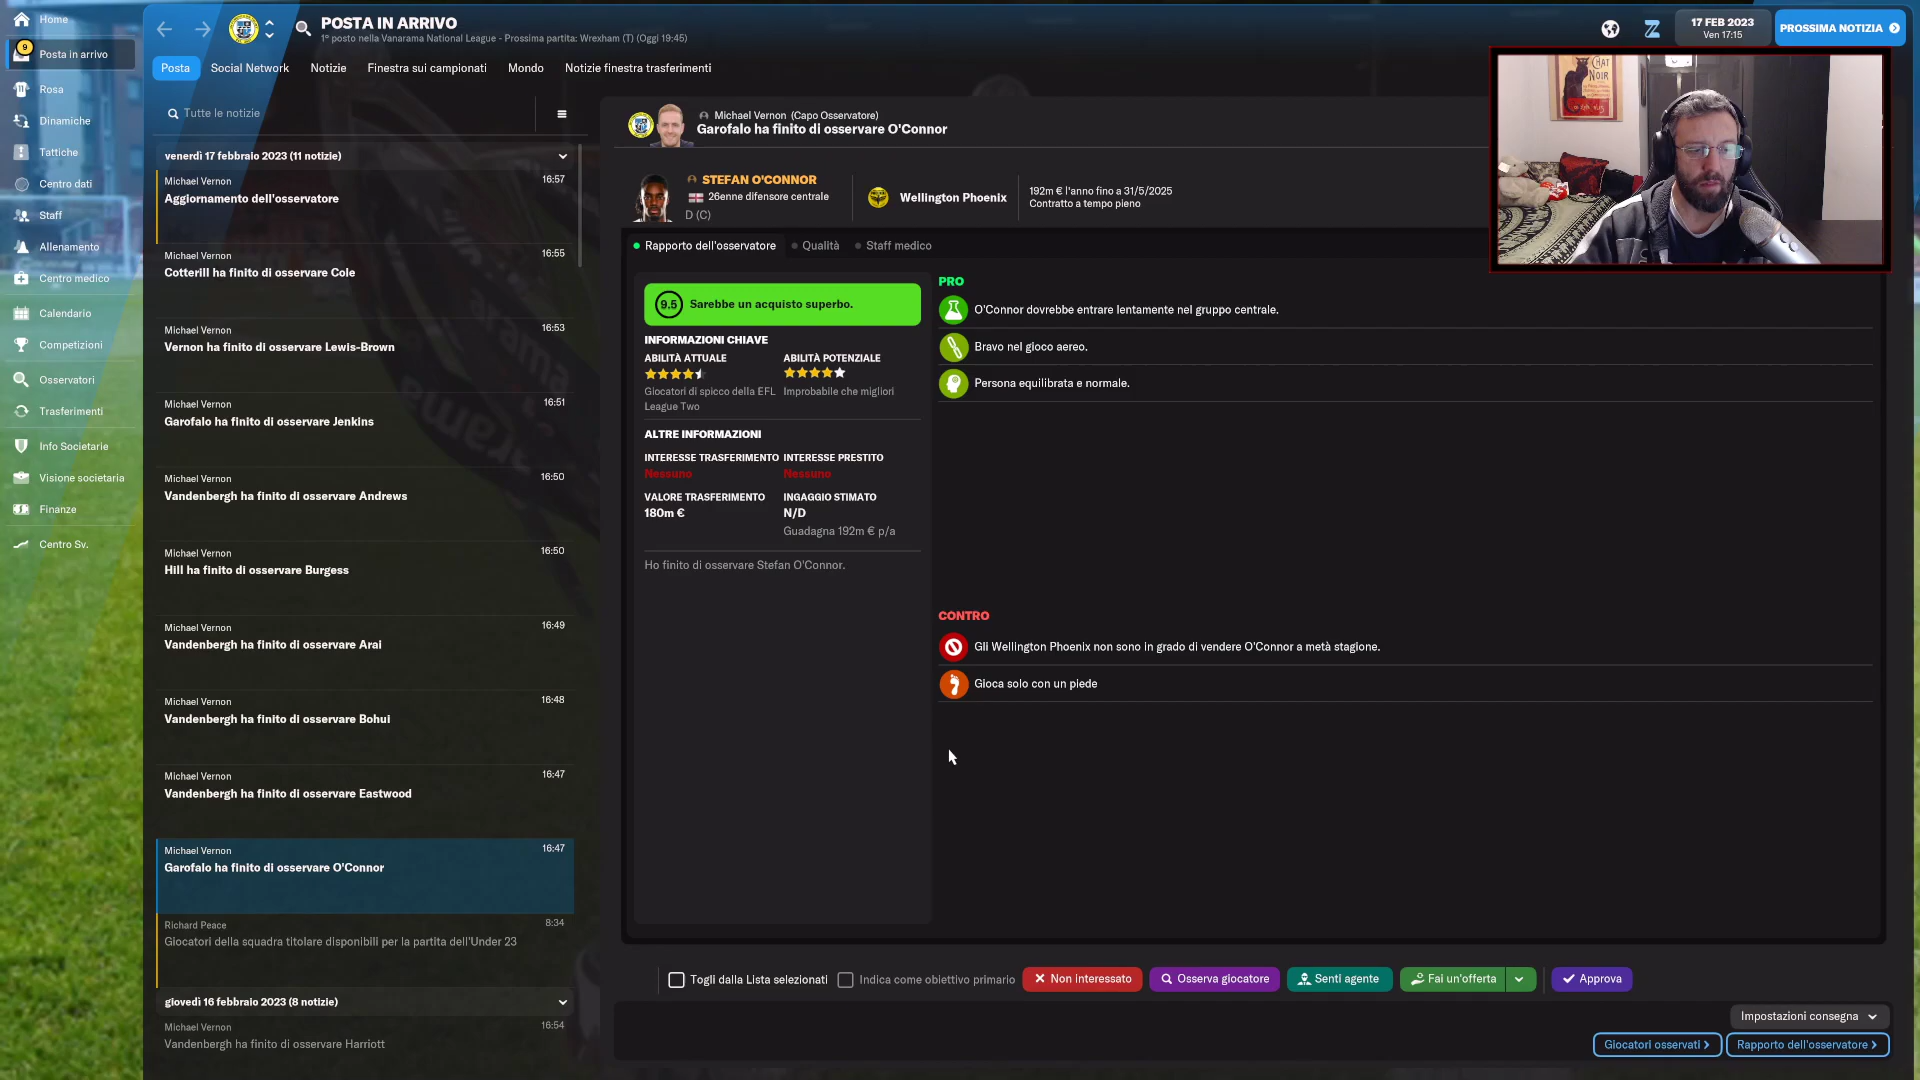 Home
9
Posta in arrivo
Rosa
Dinamiche
Tattiche
Centro dati
Staff
Allenamento
Centro medico
Calendario
Competizioni
Osservatori
Trasferimenti
Info Societarie
Visione societaria
Finanze
Centro Sv.
POSTA IN ARRIVO
1° posto nella Vanarama National League - Prossima partita: Wrexham (T) (Oggi 19:45)
17 FEB 2023
Ven 17:15
PROSSIMA NOTIZIA
Posta
Social Network
Notizie
Finestra sui campionati
Mondo
Notizie finestra trasferimenti
CHAT
NOIR
Tutte le notizie
venerdì 17 febbraio 2023 (11 notizie)
Michael Vernon 16:57
Aggiornamento dell'osservatore
Michael Vernon 16:55
Cotterill ha finito di osservare Cole
Michael Vernon 16:53
Vernon ha finito di osservare Lewis-Brown
Michael Vernon 16:51
Garofalo ha finito di osservare Jenkins
Michael Vernon 16:50
Vandenbergh ha finito di osservare Andrews
Michael Vernon 16:50
Hill ha finito di osservare Burgess
Michael Vernon 16:49
Vandenbergh ha finito di osservare Arai
Michael Vernon 16:48
Vandenbergh ha finito di osservare Bohui
Michael Vernon 16:47
Vandenbergh ha finito di osservare Eastwood
Michael Vernon 16:47
Garofalo ha finito di osservare O'Connor
Richard Peace 8:34
Giocatori della squadra titolare disponibili per la partita dell'Under 23
giovedì 16 febbraio 2023 (8 notizie)
Michael Vernon 16:54
Vandenbergh ha finito di osservare Harriott
Michael Vernon (Capo Osservatore)
Garofalo ha finito di osservare O'Connor
STEFAN O'CONNOR
26enne difensore centrale
D (C)
Wellington Phoenix
192m € l'anno fino a 31/5/2025
Contratto a tempo pieno
Rapporto dell'osservatore
Qualità
Staff medico
9.5 Sarebbe un acquisto superbo.
INFORMAZIONI CHIAVE
ABILITÀ ATTUALE ABILITÀ POTENZIALE
Giocatori di spicco della EFL Improbabile che migliori
League Two
ALTRE INFORMAZIONI
INTERESSE TRASFERIMENTO INTERESSE PRESTITO
Nessuno Nessuno
VALORE TRASFERIMENTO INGAGGIO STIMATO
180m € N/D
Guadagna 192m € p/a
Ho finito di osservare Stefan O'Connor.
PRO
O'Connor dovrebbe entrare lentamente nel gruppo centrale.
Bravo nel gioco aereo.
Persona equilibrata e normale.
CONTRO
Gli Wellington Phoenix non sono in grado di vendere O'Connor a metà stagione.
Gioca solo con un piede
Togli dalla Lista selezionati
Indica come obiettivo primario
Non interessato
Osserva giocatore
Senti agente
Fai un'offerta
Approva
Impostazioni consegna
Giocatori osservati
Rapporto dell'osservatore